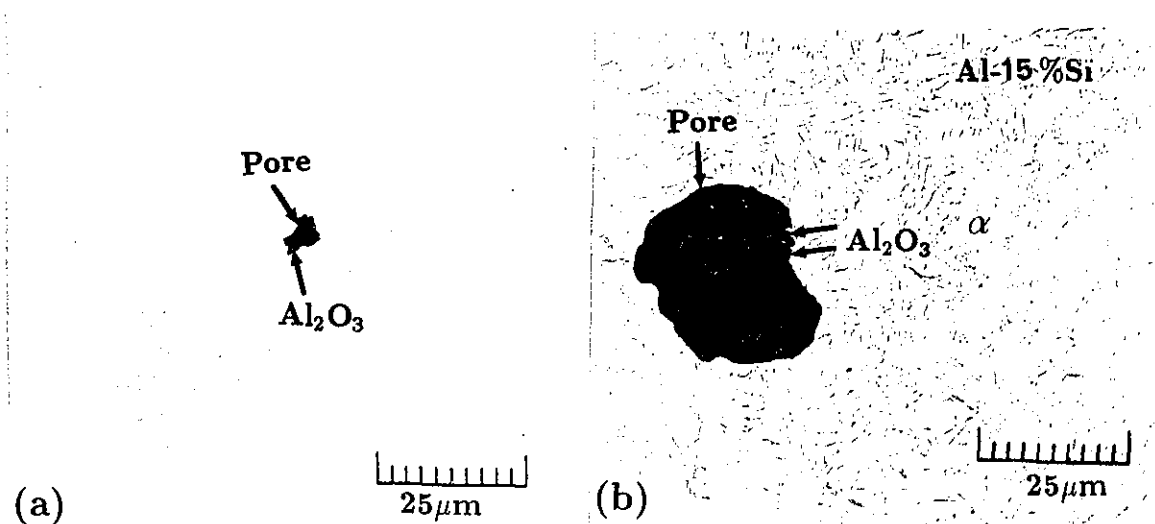 Pore
Al₂O₃
25μm
(a)
Al-15%Si
Pore
Al₂O₃
α
25μm
(b)